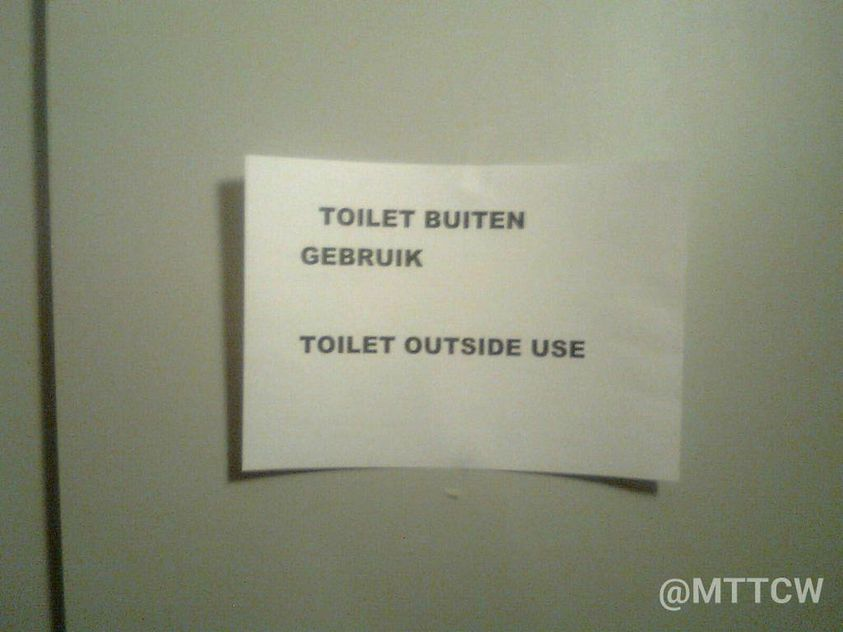 TOILET BUITEN
GEBRUIK
TOILET OUTSIDE USE
@MTTCW